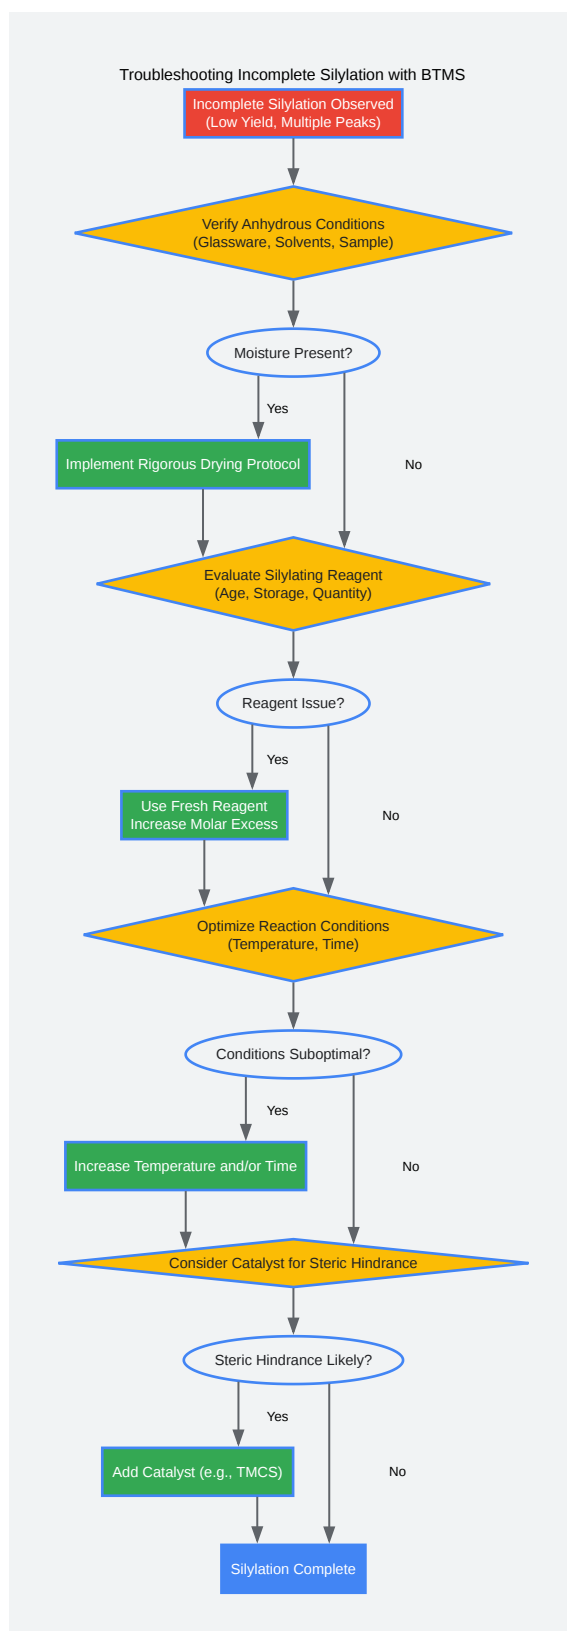 Troubleshooting Incomplete Silylation with BTMS
Incomplete Silylation Observed
(Low Yield, Multiple Peaks)
Verify Anhydrous Conditions
(Glassware, Solvents, Sample)
Moisture Present?
Yes
Implement Rigorous Drying Protocol
No
Evaluate Silylating Reagent
(Age, Storage, Quantity)
Reagent Issue?
Yes
Use Fresh Reagent
Increase Molar Excess
No
Optimize Reaction Conditions
(Temperature, Time)
Conditions Suboptimal?
Yes
Increase Temperature and/or Time
No
Consider Catalyst for Steric Hindrance
Steric Hindrance Likely?
Yes
Add Catalyst (e.g., TMCS)
No
Silylation Complete